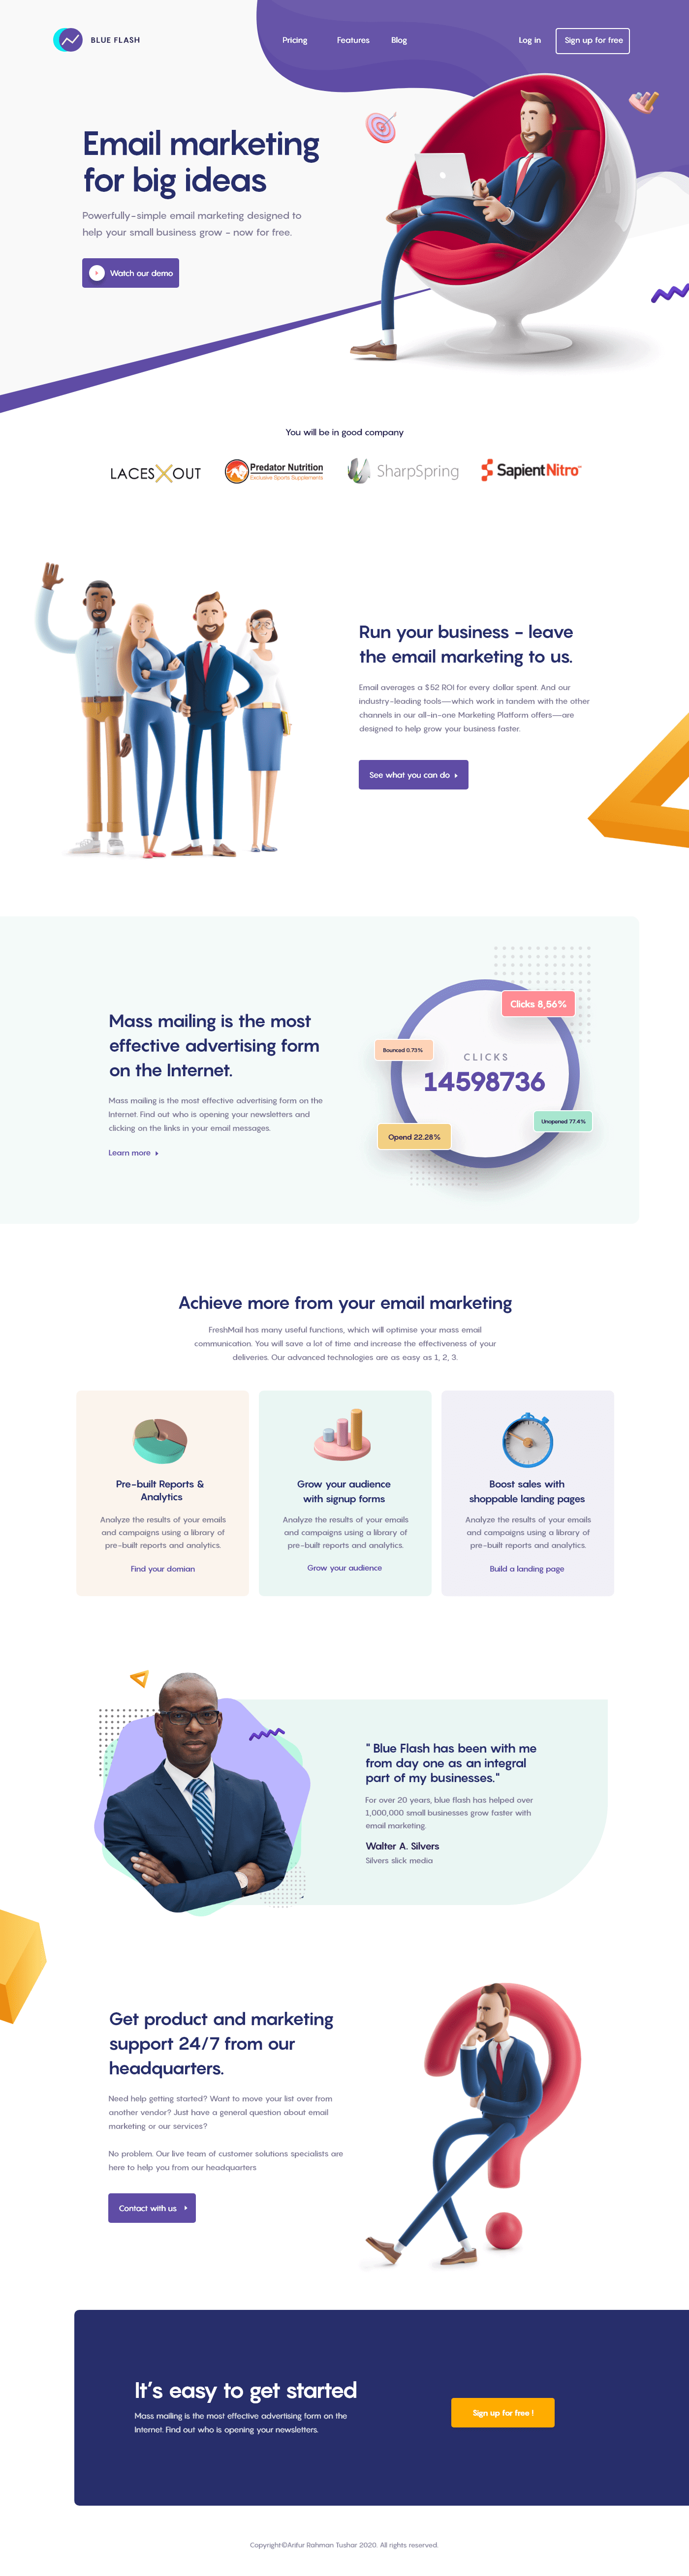 BLUE FLASH
Pricing
Features
Blog
Log in
Sign up for free
Email marketing
for big ideas
Powerfully-simple email marketing designed to
help your small business grow - now for free.
Watch our demo
You will be in good company
LACES OUT
Predator Nutrition
Exclusive Sports Supplements
SharpSpring
SapientNitro
Run your business - leave
the email marketing to us.
Email averages a $52 ROI for every dollar spent. And our
industry-leading tools—which work in tandem with the other
channels in our all-in-one Marketing Platform offers—are
designed to help grow your business faster.
See what you can do
Mass mailing is the most
effective advertising form
on the Internet.
Mass mailing is the most effective advertising form on the
Internet. Find out who is opening your newsletters and
clicking on the links in your email messages.
Learn more
Clicks 8,56%
Bounced 0.73%
CLICKS
14598736
Unopened 77.4%
Opend 22.28%
Achieve more from your email marketing
FreshMail has many useful functions, which will optimise your mass email
communication. You will save a lot of time and increase the effectiveness of your
deliveries. Our advanced technologies are as easy as 1, 2, 3.
Pre-built Reports &
Analytics
Analyze the results of your emails
and campaigns using a library of
pre-built reports and analytics.
Find your domian
Grow your audience
with signup forms
Analyze the results of your emails
and campaigns using a library of
pre-built reports and analytics.
Grow your audience
Boost sales with
shoppable landing pages
Analyze the results of your emails
and campaigns using a library of
pre-built reports and analytics.
Build a landing page
" Blue Flash has been with me
from day one as an integral
part of my businesses."
For over 20 years, blue flash has helped over
1,000,000 small businesses grow faster with
email marketing.
Walter A. Silvers
Silvers slick media
Get product and marketing
support 24/7 from our
headquarters.
Need help getting started? Want to move your list over from
another vendor? Just have a general question about email
marketing or our services?
No problem. Our live team of customer solutions specialists are
here to help you from our headquarters
Contact with us
It's easy to get started
Mass mailing is the most effective advertising form on the
Internet. Find out who is opening your newsletters.
Sign up for free !
Copyright©Arifur Rahman Tushar 2020. All rights reserved.